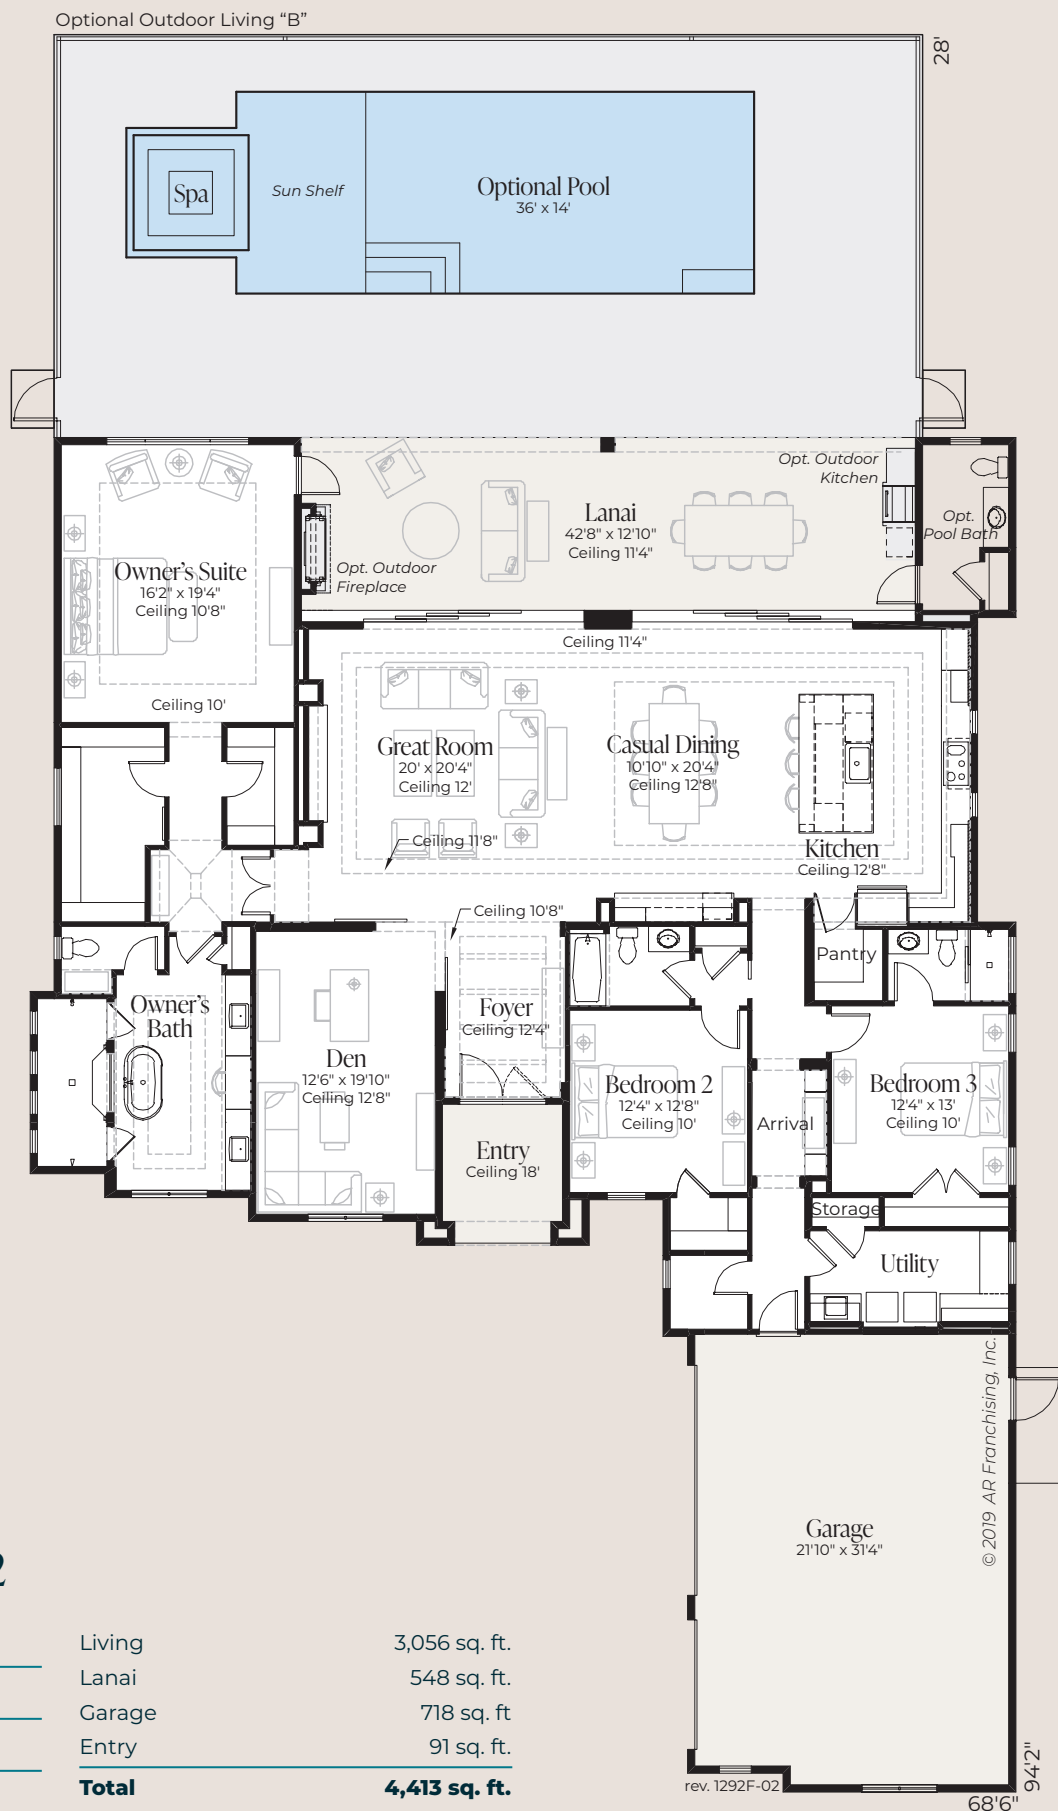 Optional Outdoor Living “B”
28'
Spa
Sun Shelf
Optional Pool
36' x 14'
Opt. Outdoor
Kitchen
Lanai
42'8" x 12'10"
Ceiling 11'4"
Opt.
Pool Bath
Opt. Outdoor
Fireplace
Owner's Suite
16'2" x 19'4"
Ceiling 10'8"
Ceiling 10'
Ceiling 11'4"
Great Room
20' x 20'4"
Ceiling 12'
Casual Dining
10'10" x 20'4"
Ceiling 12'8"
Ceiling 11'8"
Kitchen
Ceiling 12'8"
Ceiling 10'8"
Pantry
Owner's
Bath
Foyer
Ceiling 12'4"
Den
12'6" x 19'10"
Ceiling 12'8"
Bedroom 2
12'4" x 12'8"
Ceiling 10'
Bedroom 3
12'4" x 13'
Ceiling 10'
Arrival
Entry
Ceiling 18'
Storage
Utility
© 2019 AR Franchising, Inc.
Garage
21'10" x 31'4"
2
Living 3,056 sq. ft.
Lanai 548 sq. ft.
Garage 718 sq. ft
Entry 91 sq. ft.
Total 4,413 sq. ft.
rev. 1292F-02
94'2"
68'6"